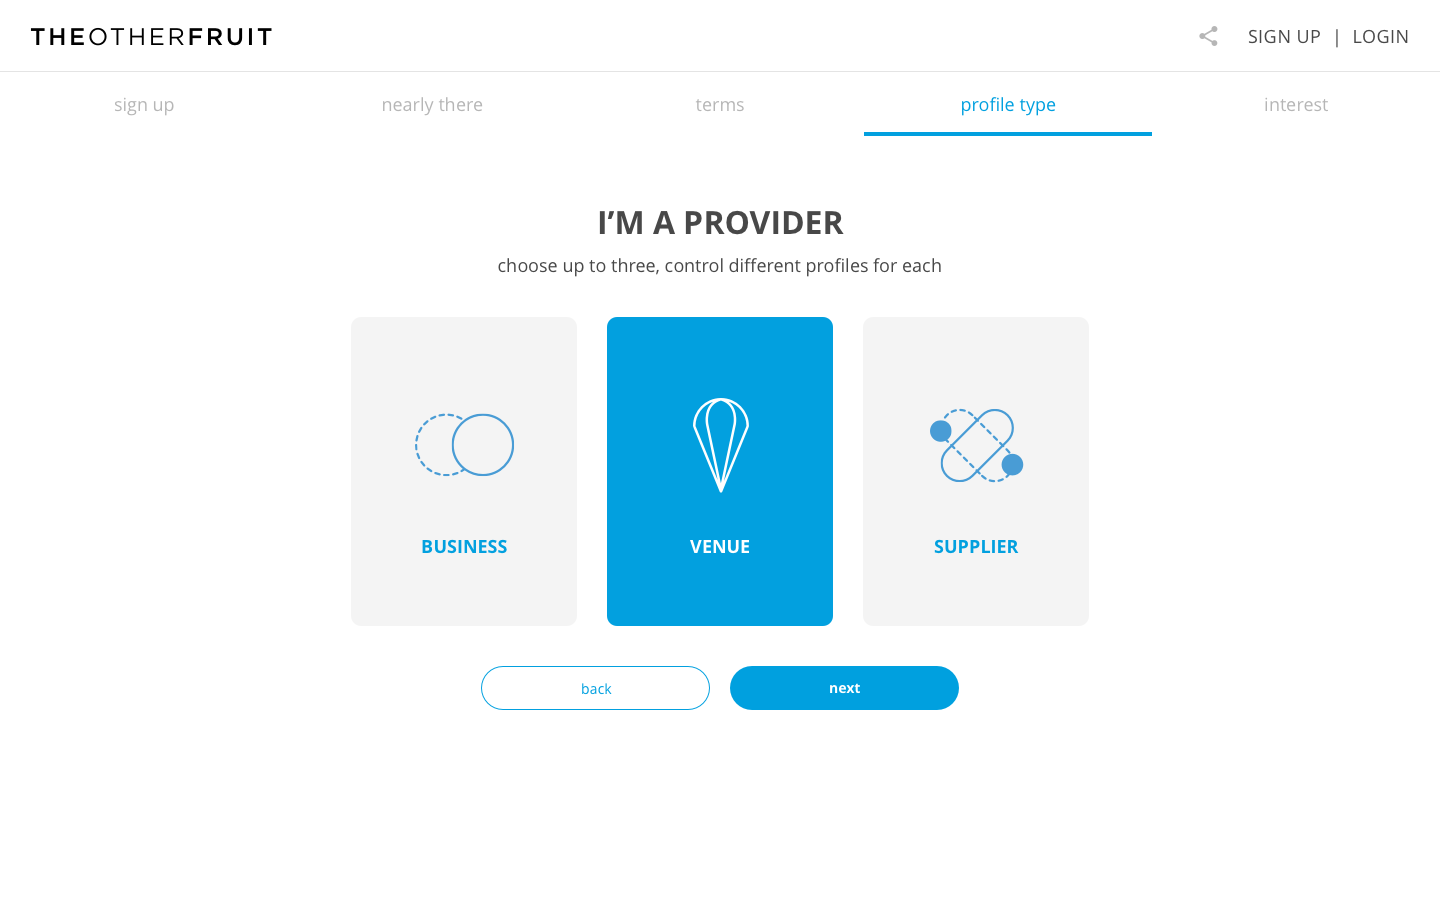 THEOTHERFRUIT
SIGN UP | LOGIN
sign up
nearly there
terms
profile type
interest
I’M A PROVIDER
choose up to three, control different profiles for each
BUSINESS
VENUE
SUPPLIER
back
next